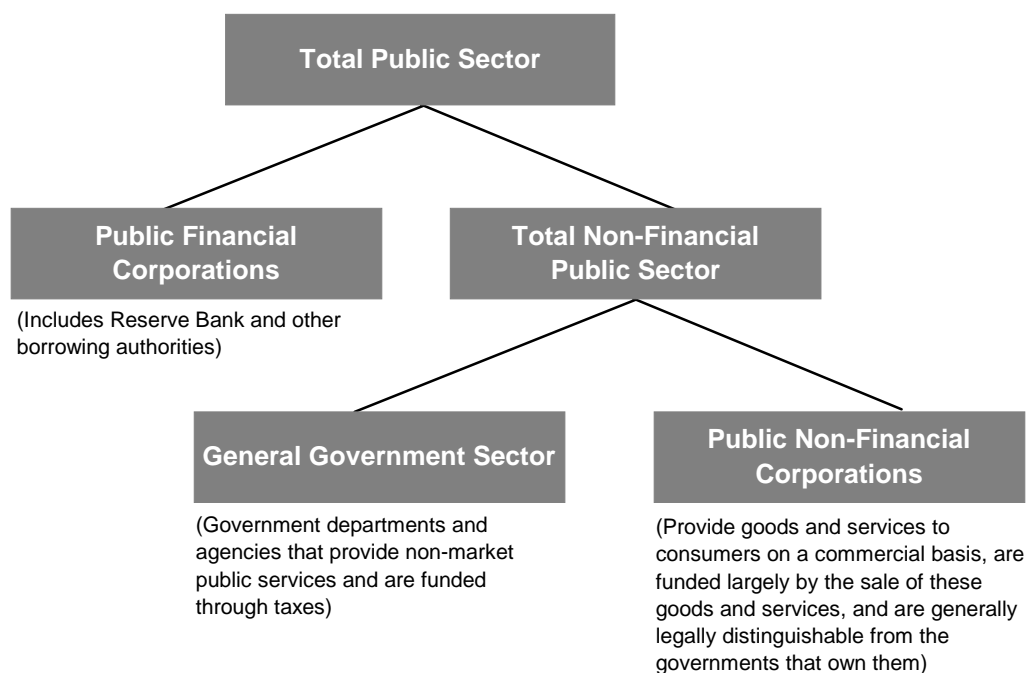 Total Public Sector
Public Financial
Corporations
(Includes Reserve Bank and other
borrowing authorities)
Total Non-Financial
Public Sector
General Government Sector
(Government departments and
agencies that provide non-market
public services and are funded
through taxes)
Public Non-Financial
Corporations
(Provide goods and services to
consumers on a commercial basis, are
funded largely by the sale of these
goods and services, and are generally
legally distinguishable from the
governments that own them)